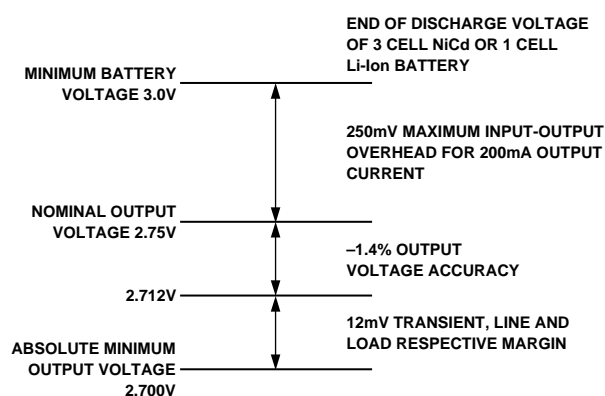 END OF DISCHARGE VOLTAGE
OF 3 CELL NiCd OR 1 CELL
Li-Ion BATTERY
MINIMUM BATTERY
VOLTAGE 3.0V
250mV MAXIMUM INPUT-OUTPUT
OVERHEAD FOR 200mA OUTPUT
CURRENT
NOMINAL OUTPUT
VOLTAGE 2.75V
–1.4% OUTPUT
VOLTAGE ACCURACY
2.712V
12mV TRANSIENT, LINE AND
LOAD RESPECTIVE MARGIN
ABSOLUTE MINIMUM
OUTPUT VOLTAGE
2.700V